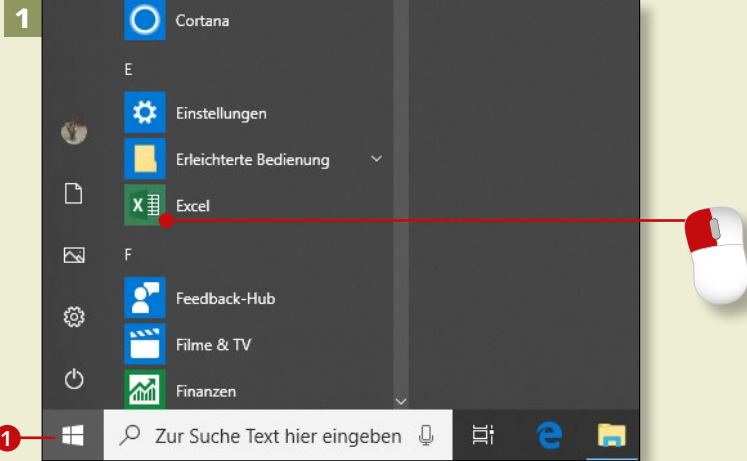 1
Cortana
E
Einstellungen
Erleichterte Bedienung
Excel
F
Feedback-Hub
Filme & TV
Finanzen
1
Zur Suche Text hier eingeben